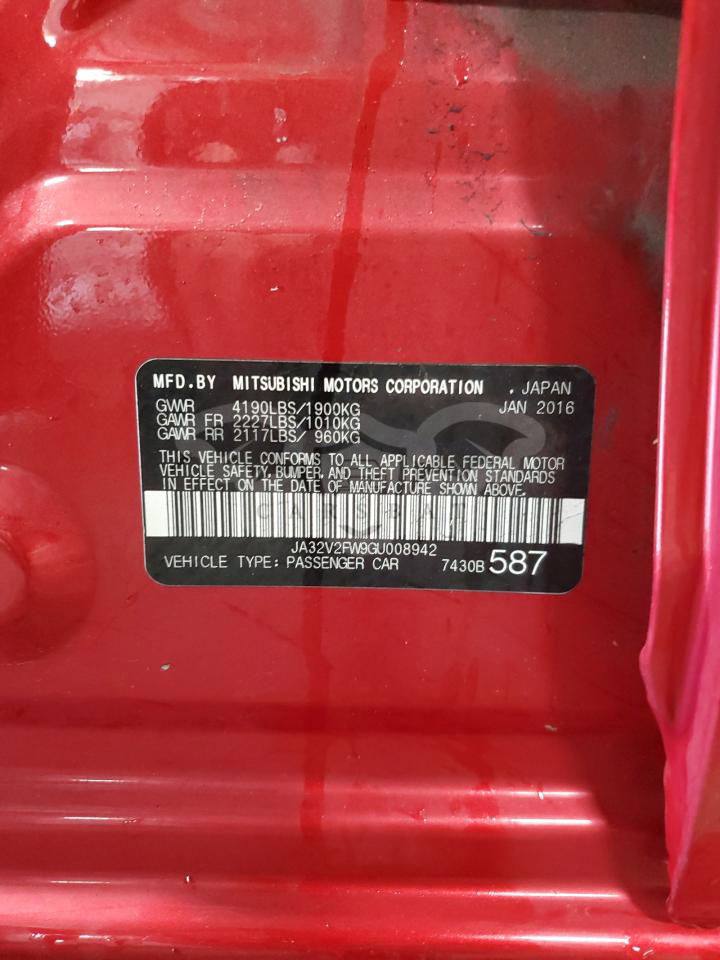 MFD.BY MITSUBISHI MOTORS CORPORATION , JAPAN
GVWR 4190LBS/1900KG JAN 2016
GAWR FR 2227LBS/1010KG
GAWR RR 2117LBS/ 960KG
THIS VEHICLE CONFORMS TO ALL APPLICABLE FEDERAL MOTOR
VEHICLE SAFETY, BUMPER, AND THEFT PREVENTION STANDARDS
IN EFFECT ON THE DATE OF MANUFACTURE SHOWN ABOVE.
JA32V2FW9GU008942
VEHICLE TYPE: PASSENGER CAR 7430B 587